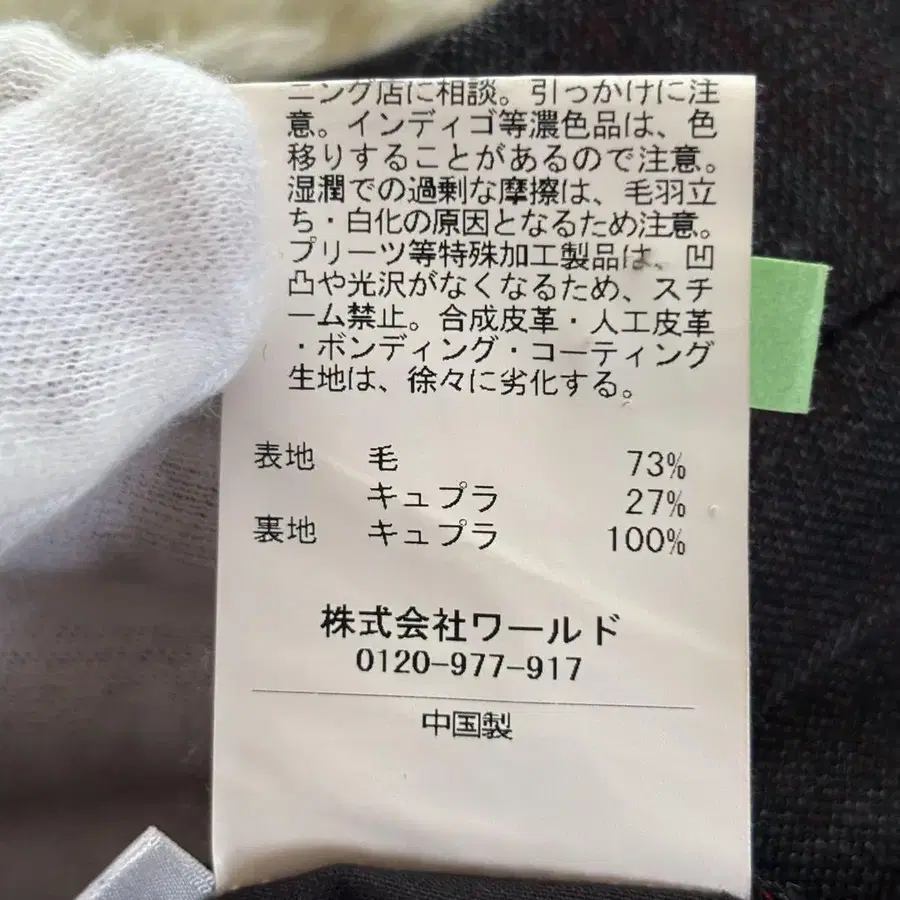 ニング店に相談。引っかけに注
意。インディゴ等濃色品は、色
移りすることがあるので注意。
湿潤での過剰な摩擦は、毛羽立
ち・白化の原因となるため注意。
プリーツ等特殊加工製品は、凹
凸や光沢がなくなるため、スチ
ーム禁止。合成皮革・人工皮革
・ボンディング・コーティング
生地は、徐々に劣化する。
表地 毛 73%
キュプラ 27%
裏地 キュプラ 100%
株式会社ワールド
0120-977-917
中国製